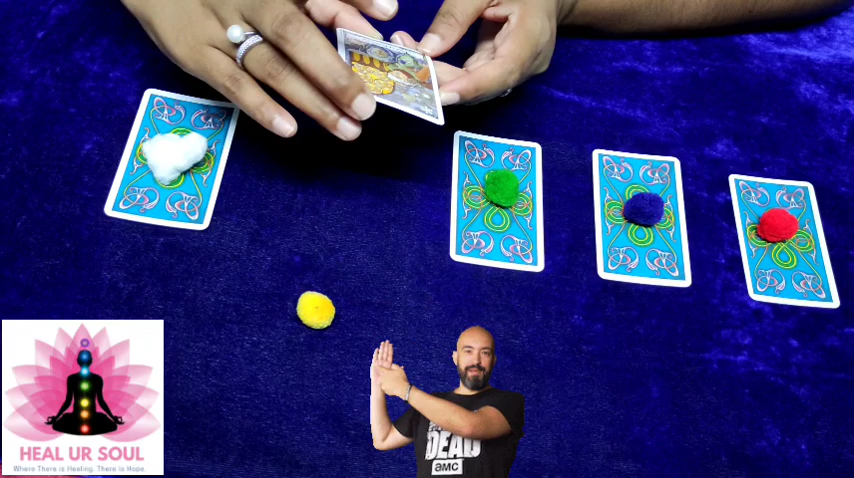 HEAL UR SOUL
Where There is Healing. There is Hope.
DEAD
AMC